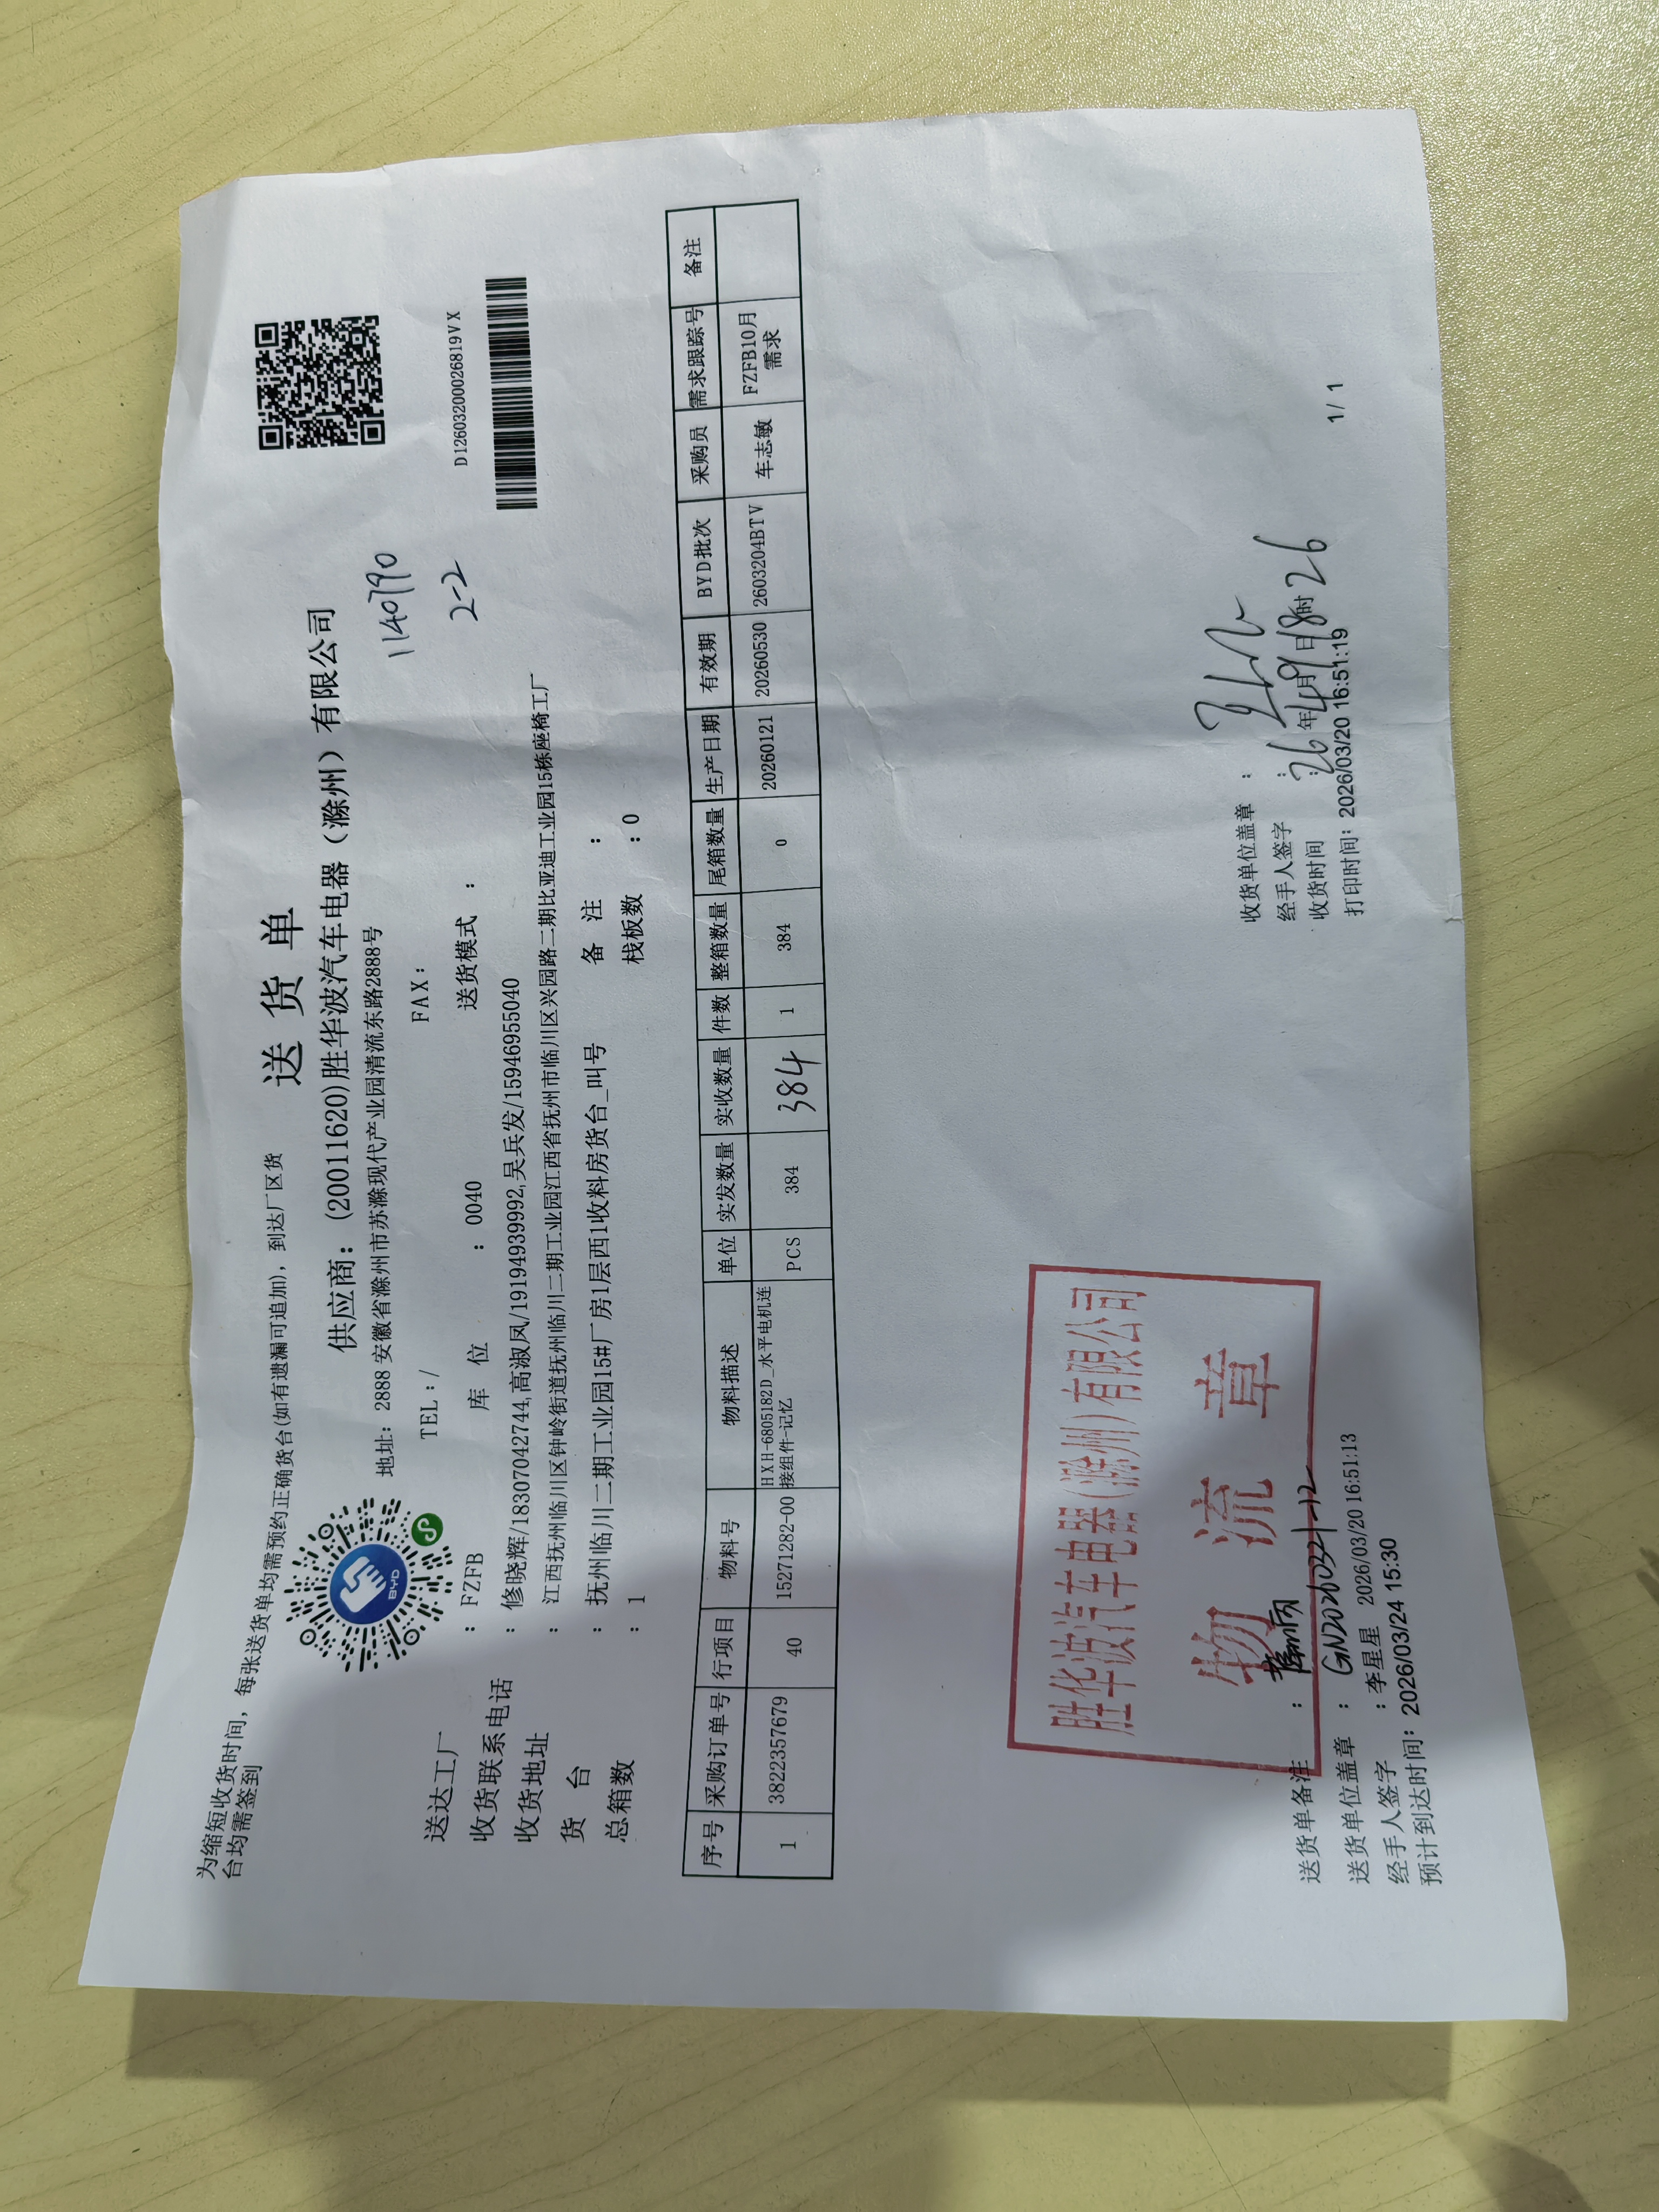 为缩短收货时间，每张送货单均需预约正确货台(如有遗漏可追加)，到达厂区货
台均需签到
送货单
供应商：(20011620)胜华波汽车电器（滁州）有限公司
地址：2888 安徽省滁州市苏滁现代产业园清流东路2888号
TEL:/ FAX:
1140790
2-2
D12603200026819VX
BYD
送达工厂 : FZFB 库位 : 0040 送货模式 :
收货联系电话 : 修晓辉/18307042744,高淑凤/19194939992,吴兵发/15946955040
收货地址 : 江西抚州临川区钟岭街道抚州临川二期工业园江西省抚州市临川区兴园路二期比亚迪工业园15栋座椅工厂
货台 : 抚州临川二期工业园15#厂房1层西1收料房货台_叫号 备注 :
总箱数 : 1 栈板数 : 0
序号 采购订单号 行项目 物料号 物料描述 单位 实发数量 实收数量 件数 整箱数量 尾箱数量 生产日期 有效期 BYD批次 采购员 需求跟踪号 备注
1 3822357679 40 15271282-00 HXH-6805182D_水平电机连接组件-记忆 PCS 384 384 1 384 0 20260121 20260530 2603204BTV 车志敏 FZFB10月需求
胜华波汽车电器(滁州)有限公司
物流章
送货单备注 :
送货单位盖章 : GN20260321-12
经手人签字 : 李星星 2026/03/20 16:51:13
预计到达时间: 2026/03/24 15:30
收货单位盖章 :
经手人签字 :
收货时间 : 26年4月9日18时26
打印时间: 2026/03/20 16:51:19
1/1